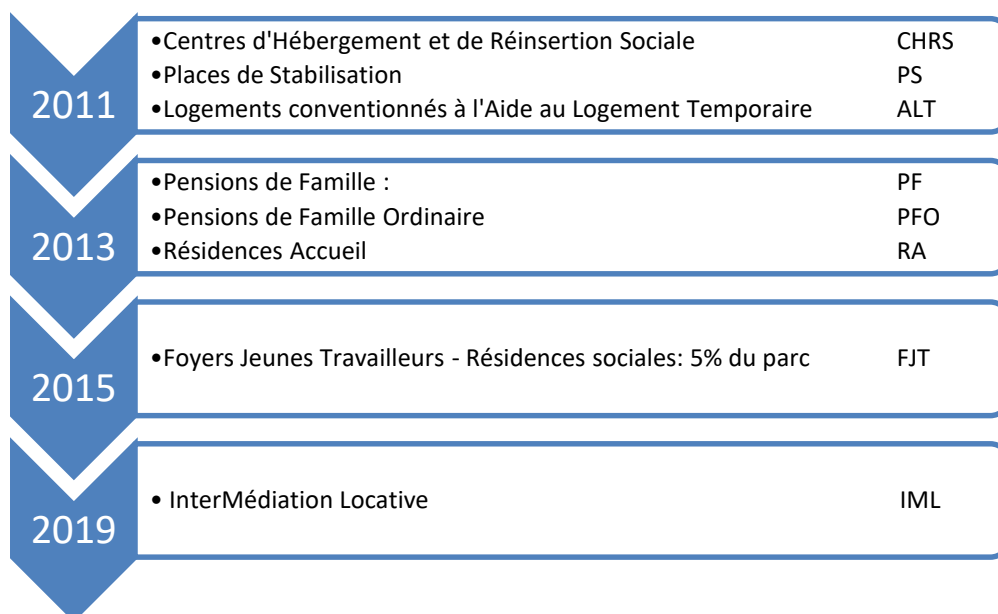 2011
•Centres d'Hébergement et de Réinsertion Sociale CHRS
•Places de Stabilisation PS
•Logements conventionnés à l'Aide au Logement Temporaire ALT
2013
•Pensions de Famille : PF
•Pensions de Famille Ordinaire PFO
•Résidences Accueil RA
2015
•Foyers Jeunes Travailleurs - Résidences sociales: 5% du parc FJT
2019
• InterMédiation Locative IML